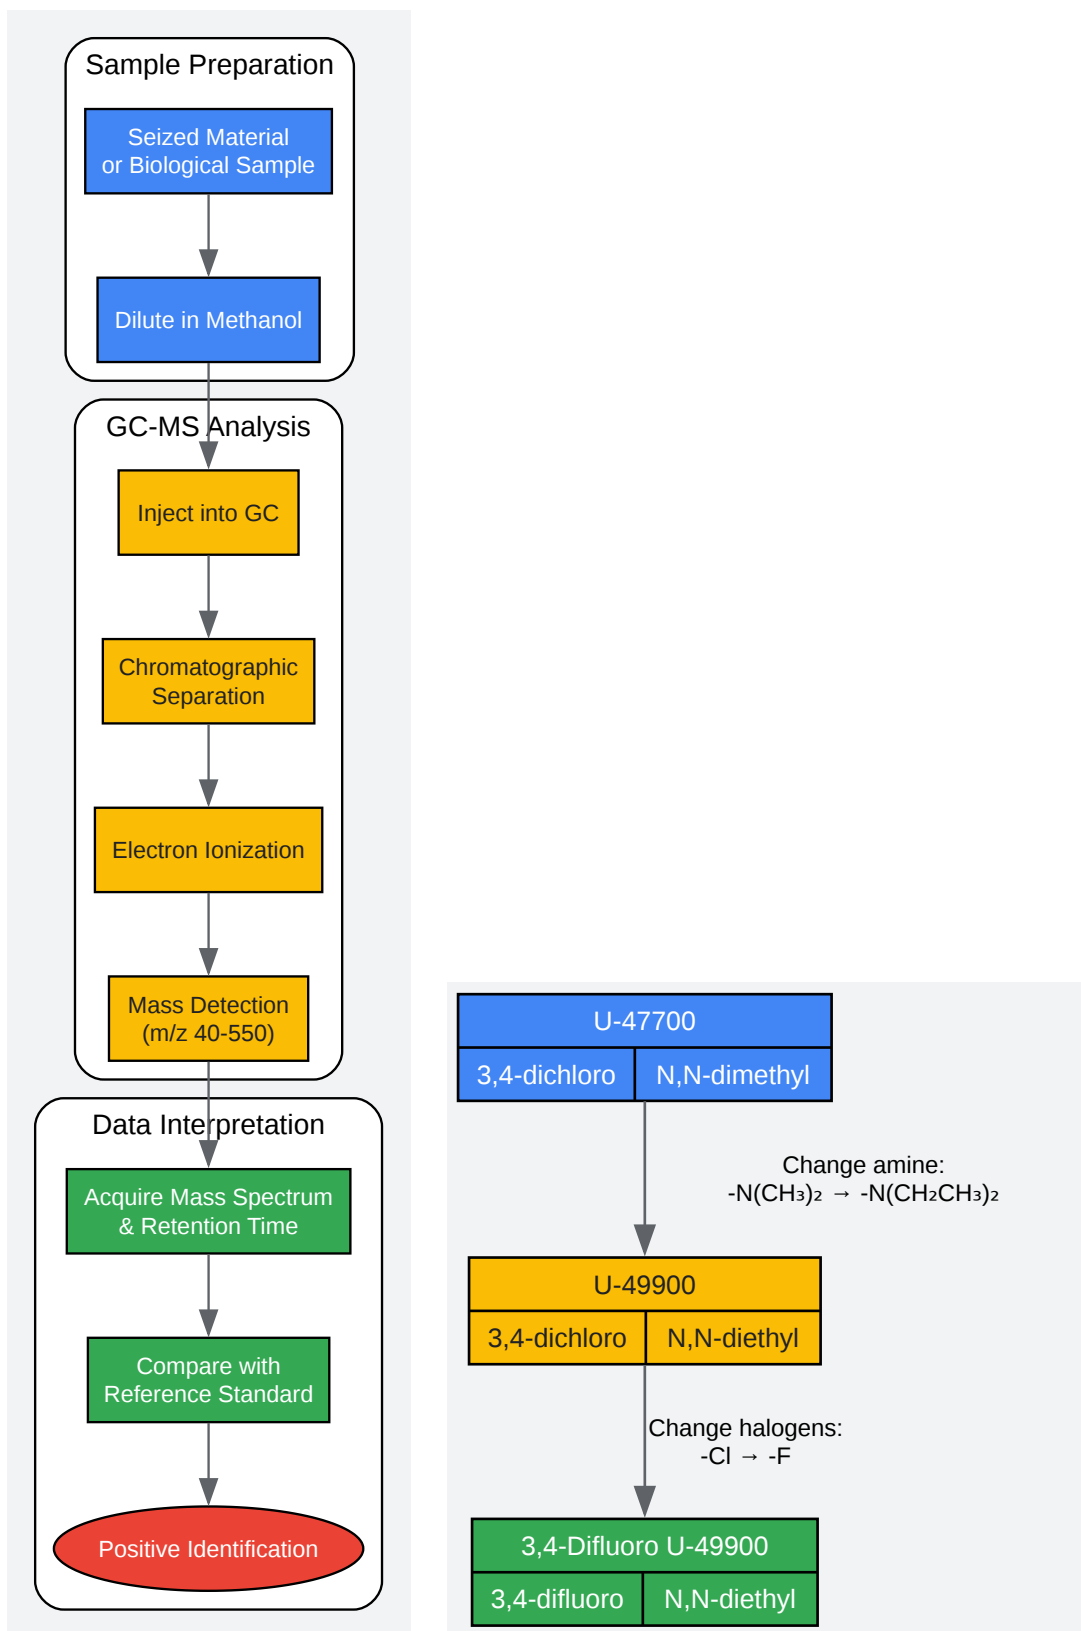 Sample Preparation
Seized Material
or Biological Sample
Dilute in Methanol
GC-MS Analysis
Inject into GC
Chromatographic
Separation
Electron Ionization
Mass Detection
(m/z 40-550)
Data Interpretation
Acquire Mass Spectrum
& Retention Time
Compare with
Reference Standard
Positive Identification
U-47700
3,4-dichloro N,N-dimethyl
Change amine:
-N(CH₃)₂ → -N(CH₂CH₃)₂
U-49900
3,4-dichloro N,N-diethyl
Change halogens:
-Cl → -F
3,4-Difluoro U-49900
3,4-difluoro N,N-diethyl